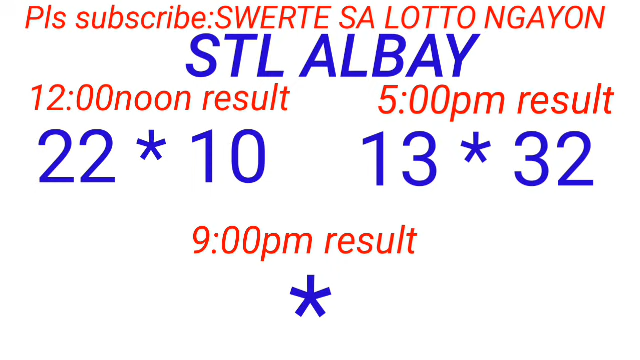 Pls subscribe:SWERTE SA LOTTO NGAYON
STL ALBAY
12:00noon result 5:00pm result
22 * 10 13 * 32
9:00pm result
*